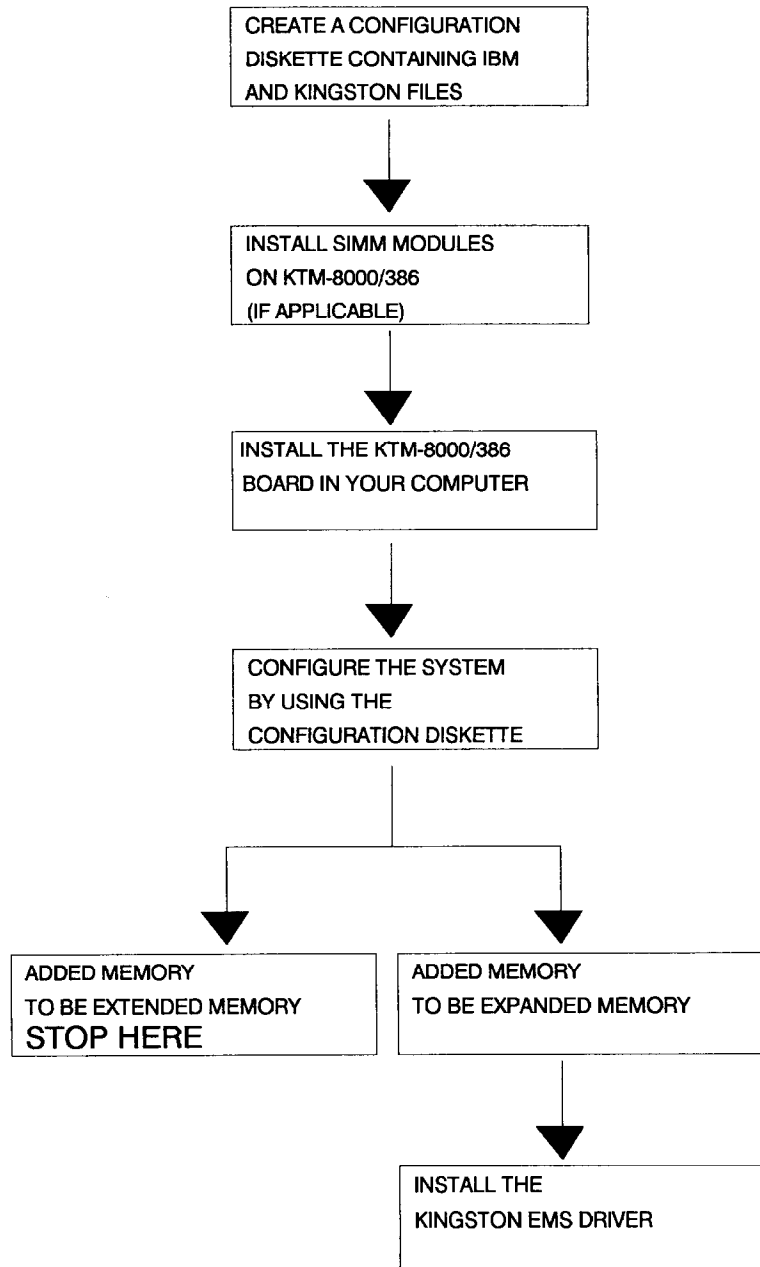 CREATE A CONFIGURATION
DISKETTE CONTAINING IBM
AND KINGSTON FILES
INSTALL SIMM MODULES
ON KTM-8000/386
(IF APPLICABLE)
INSTALL THE KTM-8000/386
BOARD IN YOUR COMPUTER
CONFIGURE THE SYSTEM
BY USING THE
CONFIGURATION DISKETTE
ADDED MEMORY
TO BE EXTENDED MEMORY
STOP HERE
ADDED MEMORY
TO BE EXPANDED MEMORY
INSTALL THE
KINGSTON EMS DRIVER